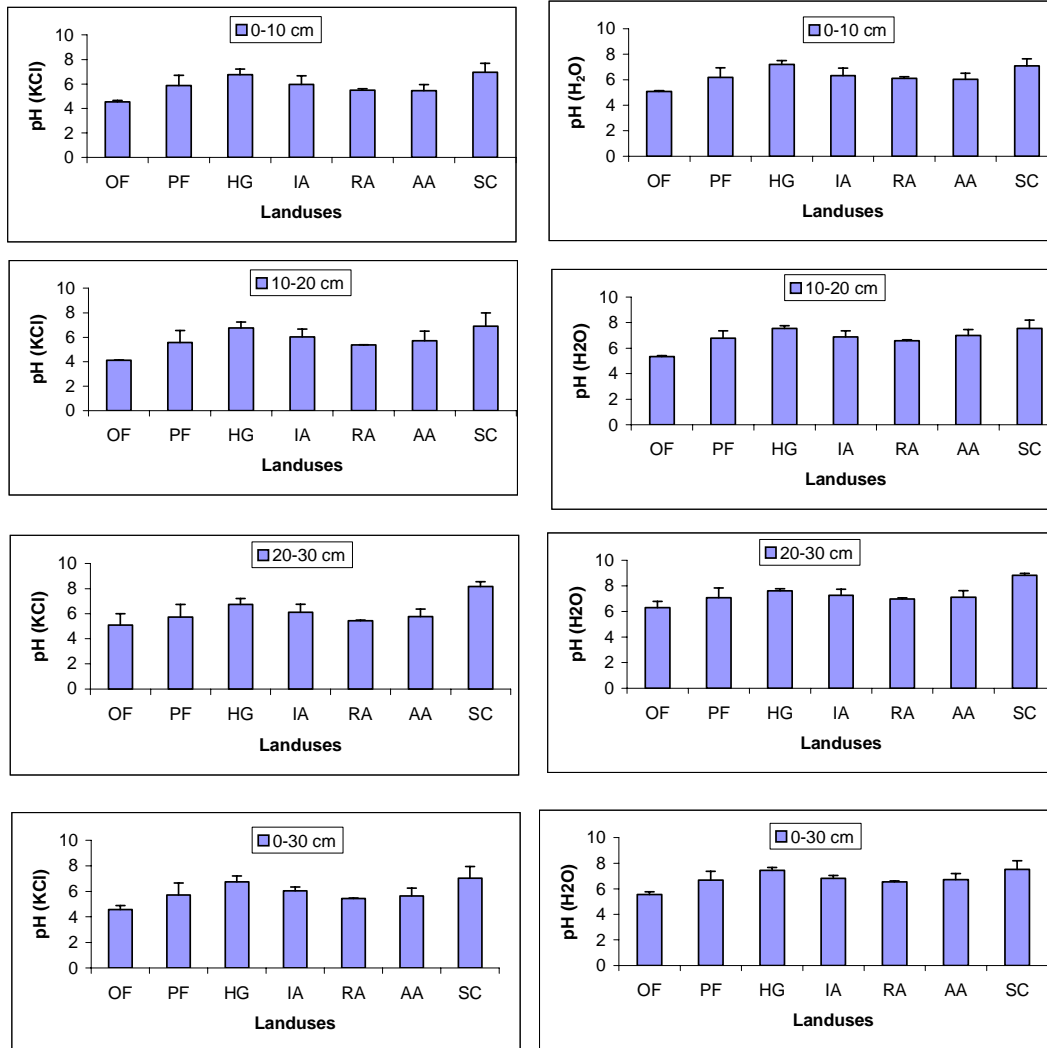 0-10 cm
10
8
6
4
2
0
pH (KCl)
OF PF HG IA RA AA SC
Landuses
0-10 cm
10
8
6
4
2
0
pH (H₂O)
OF PF HG IA RA AA SC
Landuses
10-20 cm
10
8
6
4
2
0
pH (KCl)
OF PF HG IA RA AA SC
Landuses
10-20 cm
10
8
6
4
2
0
pH (H2O)
OF PF HG IA RA AA SC
Landuses
20-30 cm
10
8
6
4
2
0
pH (KCl)
OF PF HG IA RA AA SC
Landuses
20-30 cm
10
8
6
4
2
0
pH (H2O)
OF PF HG IA RA AA SC
Landuses
0-30 cm
10
8
6
4
2
0
pH (KCl)
OF PF HG IA RA AA SC
Landuses
0-30 cm
10
8
6
4
2
0
pH (H2O)
OF PF HG IA RA AA SC
Landuses